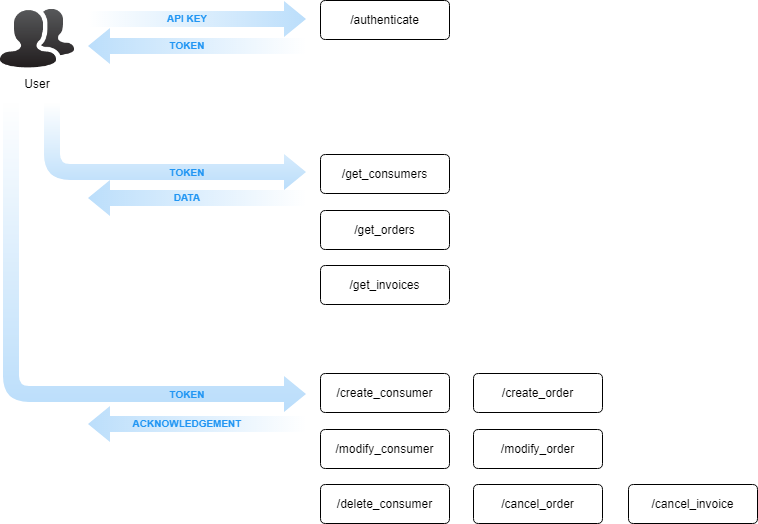 API KEY
/authenticate
TOKEN
User
TOKEN
/get_consumers
DATA
/get_orders
/get_invoices
TOKEN
/create_consumer
/create_order
ACKNOWLEDGEMENT
/modify_consumer
/modify_order
/delete_consumer
/cancel_order
/cancel_invoice